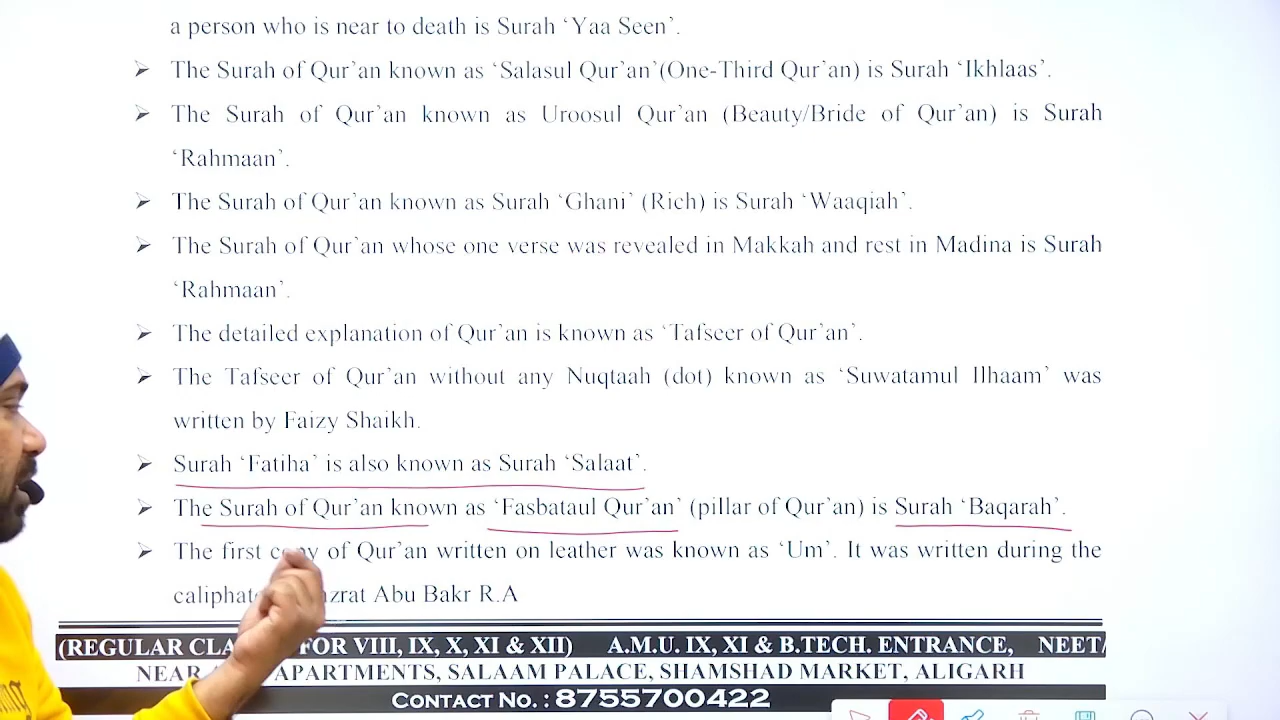 a person who is near to death is Surah ‘Yaa Seen’.
➢ The Surah of Qur’an known as ‘Salasul Qur’an’(One-Third Qur’an) is Surah ‘Ikhlaas’.
➢ The Surah of Qur’an known as Uroosul Qur’an (Beauty/Bride of Qur’an) is Surah
‘Rahmaan’.
➢ The Surah of Qur’an known as Surah ‘Ghani’ (Rich) is Surah ‘Waaqiah’.
➢ The Surah of Qur’an whose one verse was revealed in Makkah and rest in Madina is Surah
‘Rahmaan’.
➢ The detailed explanation of Qur’an is known as ‘Tafseer of Qur’an’.
➢ The Tafseer of Qur’an without any Nuqtaah (dot) known as ‘Suwatamul Ilhaam’ was
written by Faizy Shaikh.
➢ Surah ‘Fatiha’ is also known as Surah ‘Salaat’.
➢ The Surah of Qur’an known as ‘Fasbataul Qur’an’ (pillar of Qur’an) is Surah ‘Baqarah’.
➢ The first copy of Qur’an written on leather was known as ‘Um’. It was written during the
Abu Bakr R.A
(REGULAR FOR VIII, IX, X, XI & XII) A.M.U. IX, XI & B.TECH. ENTRANCE, NEET/
NEAR APARTMENTS, SALAAM PALACE, SHAMSHAD MARKET, ALIGARH
CONTACT NO. : 8755700422